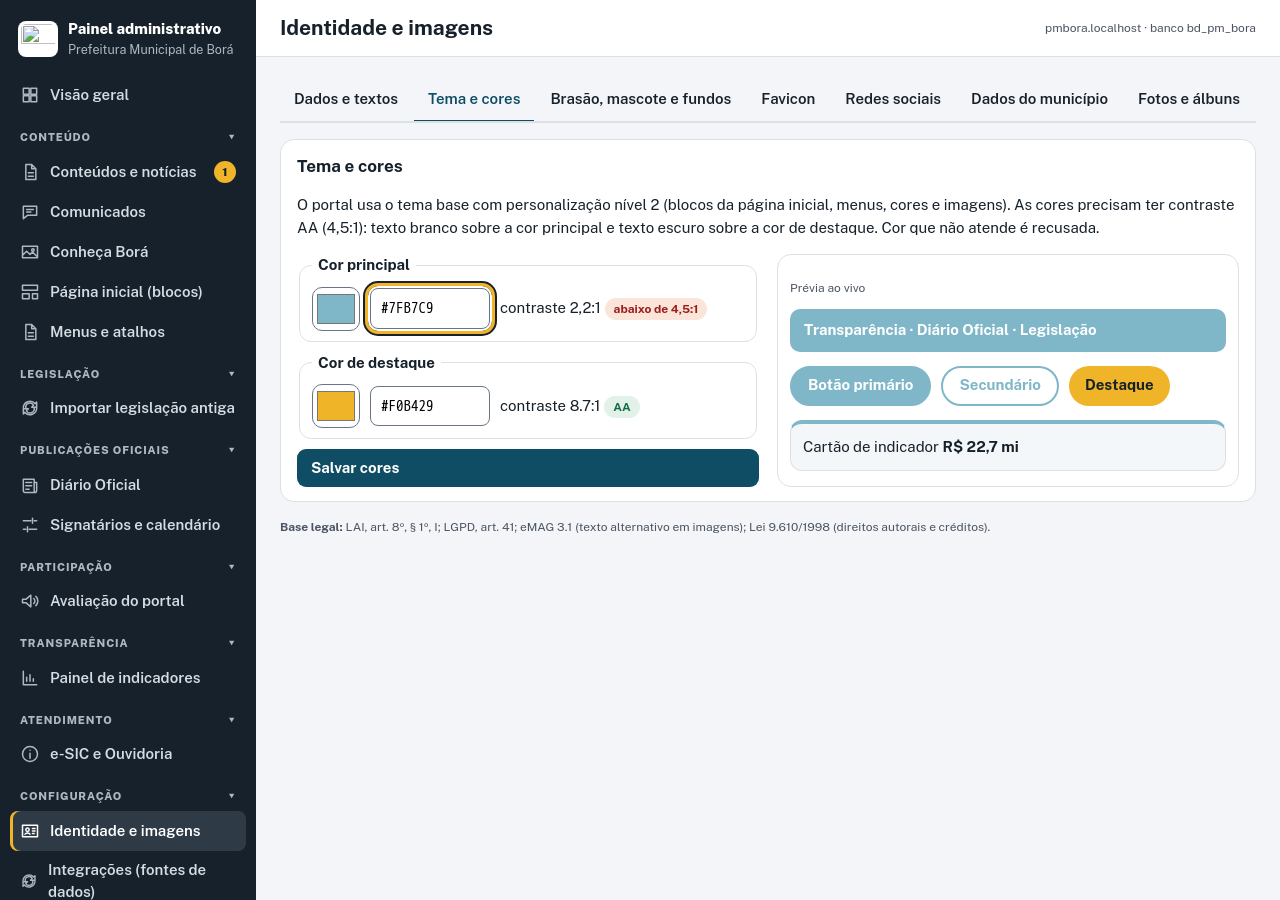 Painel administrativo
Prefeitura Municipal de Borá
Visão geral
CONTEÚDO
Conteúdos e notícias 1
Comunicados
Conheça Borá
Página inicial (blocos)
Menus e atalhos
LEGISLAÇÃO
Importar legislação antiga
PUBLICAÇÕES OFICIAIS
Diário Oficial
Signatários e calendário
PARTICIPAÇÃO
Avaliação do portal
TRANSPARÊNCIA
Painel de indicadores
ATENDIMENTO
e-SIC e Ouvidoria
CONFIGURAÇÃO
Identidade e imagens
Integrações (fontes de
dados)
Identidade e imagens
pmbora.localhost · banco bd_pm_bora
Dados e textos
Tema e cores
Brasão, mascote e fundos
Favicon
Redes sociais
Dados do município
Fotos e álbuns
Tema e cores
O portal usa o tema base com personalização nível 2 (blocos da página inicial, menus, cores e imagens). As cores precisam ter contraste
AA (4,5:1): texto branco sobre a cor principal e texto escuro sobre a cor de destaque. Cor que não atende é recusada.
Cor principal
#7FB7C9 contraste 2,2:1 abaixo de 4,5:1
Cor de destaque
#F0B429 contraste 8.7:1 AA
Salvar cores
Prévia ao vivo
Transparência · Diário Oficial · Legislação
Botão primário
Secundário
Destaque
Cartão de indicador R$ 22,7 mi
Base legal: LAI, art. 8º, § 1º, I; LGPD, art. 41; eMAG 3.1 (texto alternativo em imagens); Lei 9.610/1998 (direitos autorais e créditos).